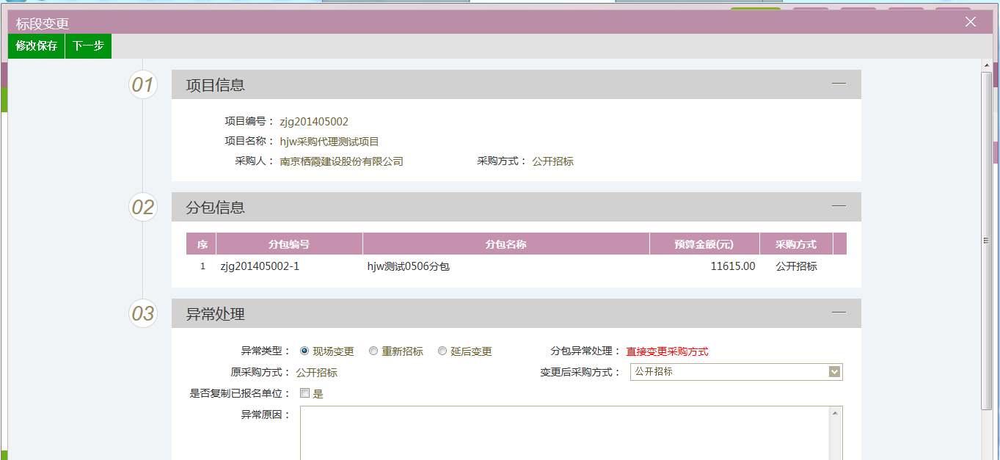 标段变更
修改保存 下一步
01 项目信息
项目编号： zjg201405002
项目名称： hjw采购代理测试项目
采购人： 南京栖霞建设股份有限公司 采购方式： 公开招标
02 分包信息
序 分包编号 分包名称 预算金额(元) 采购方式
1 zjg201405002-1 hjw测试0506分包 11615.00 公开招标
03 异常处理
异常类型： 现场变更 重新招标 延后变更 分包异常处理： 直接变更采购方式
原采购方式： 公开招标 变更后采购方式： 公开招标
是否复制已报名单位： 是
异常原因：